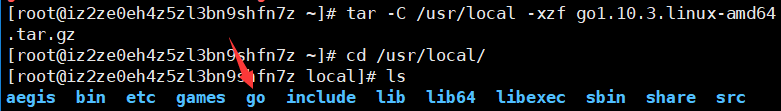 [root@iz2ze0eh4z5zl3bn9shfn7z ~]# tar -C /usr/local -xzf go1.10.3.linux-amd64
.tar.gz
[root@iz2ze0eh4z5zl3bn9shfn7z ~]# cd /usr/local/
[root@iz2ze0eh4z5zl3bn9shfn7z local]# ls
aegis bin etc games go include lib lib64 libexec sbin share src